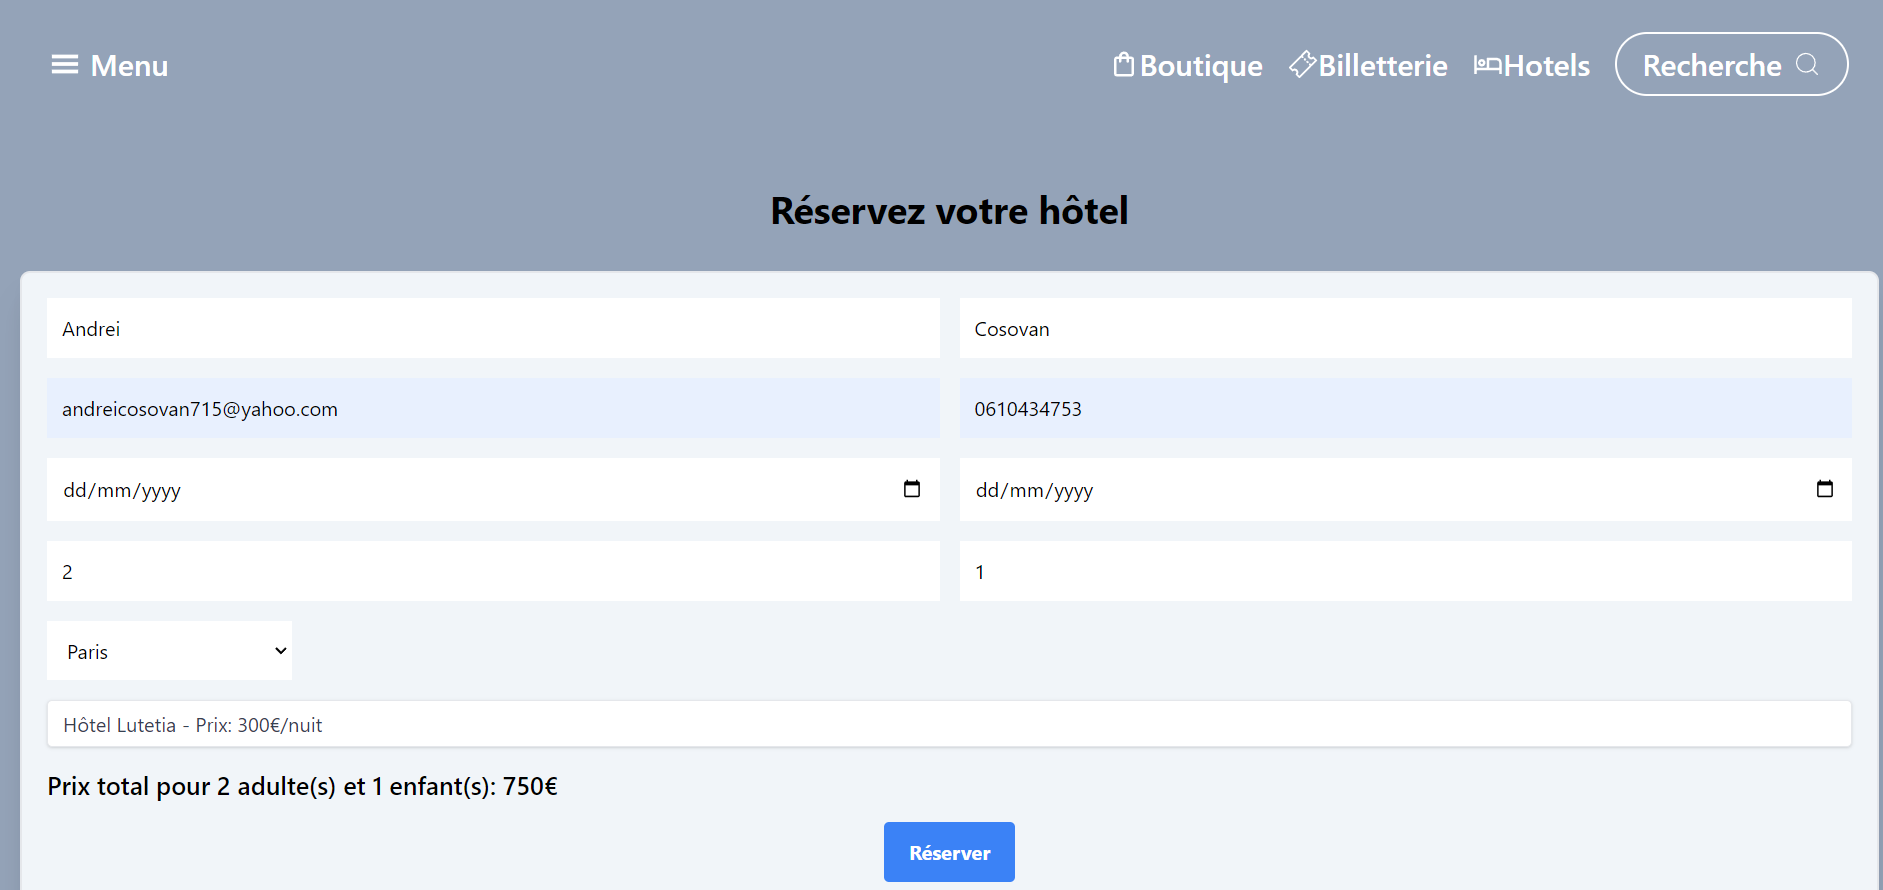 Menu
Boutique Billetterie Hotels Recherche
Réservez votre hôtel
Andrei
Cosovan
andreicosovan715@yahoo.com
0610434753
dd/mm/yyyy
dd/mm/yyyy
2
1
Paris
Hôtel Lutetia - Prix: 300€/nuit
Prix total pour 2 adulte(s) et 1 enfant(s): 750€
Réserver